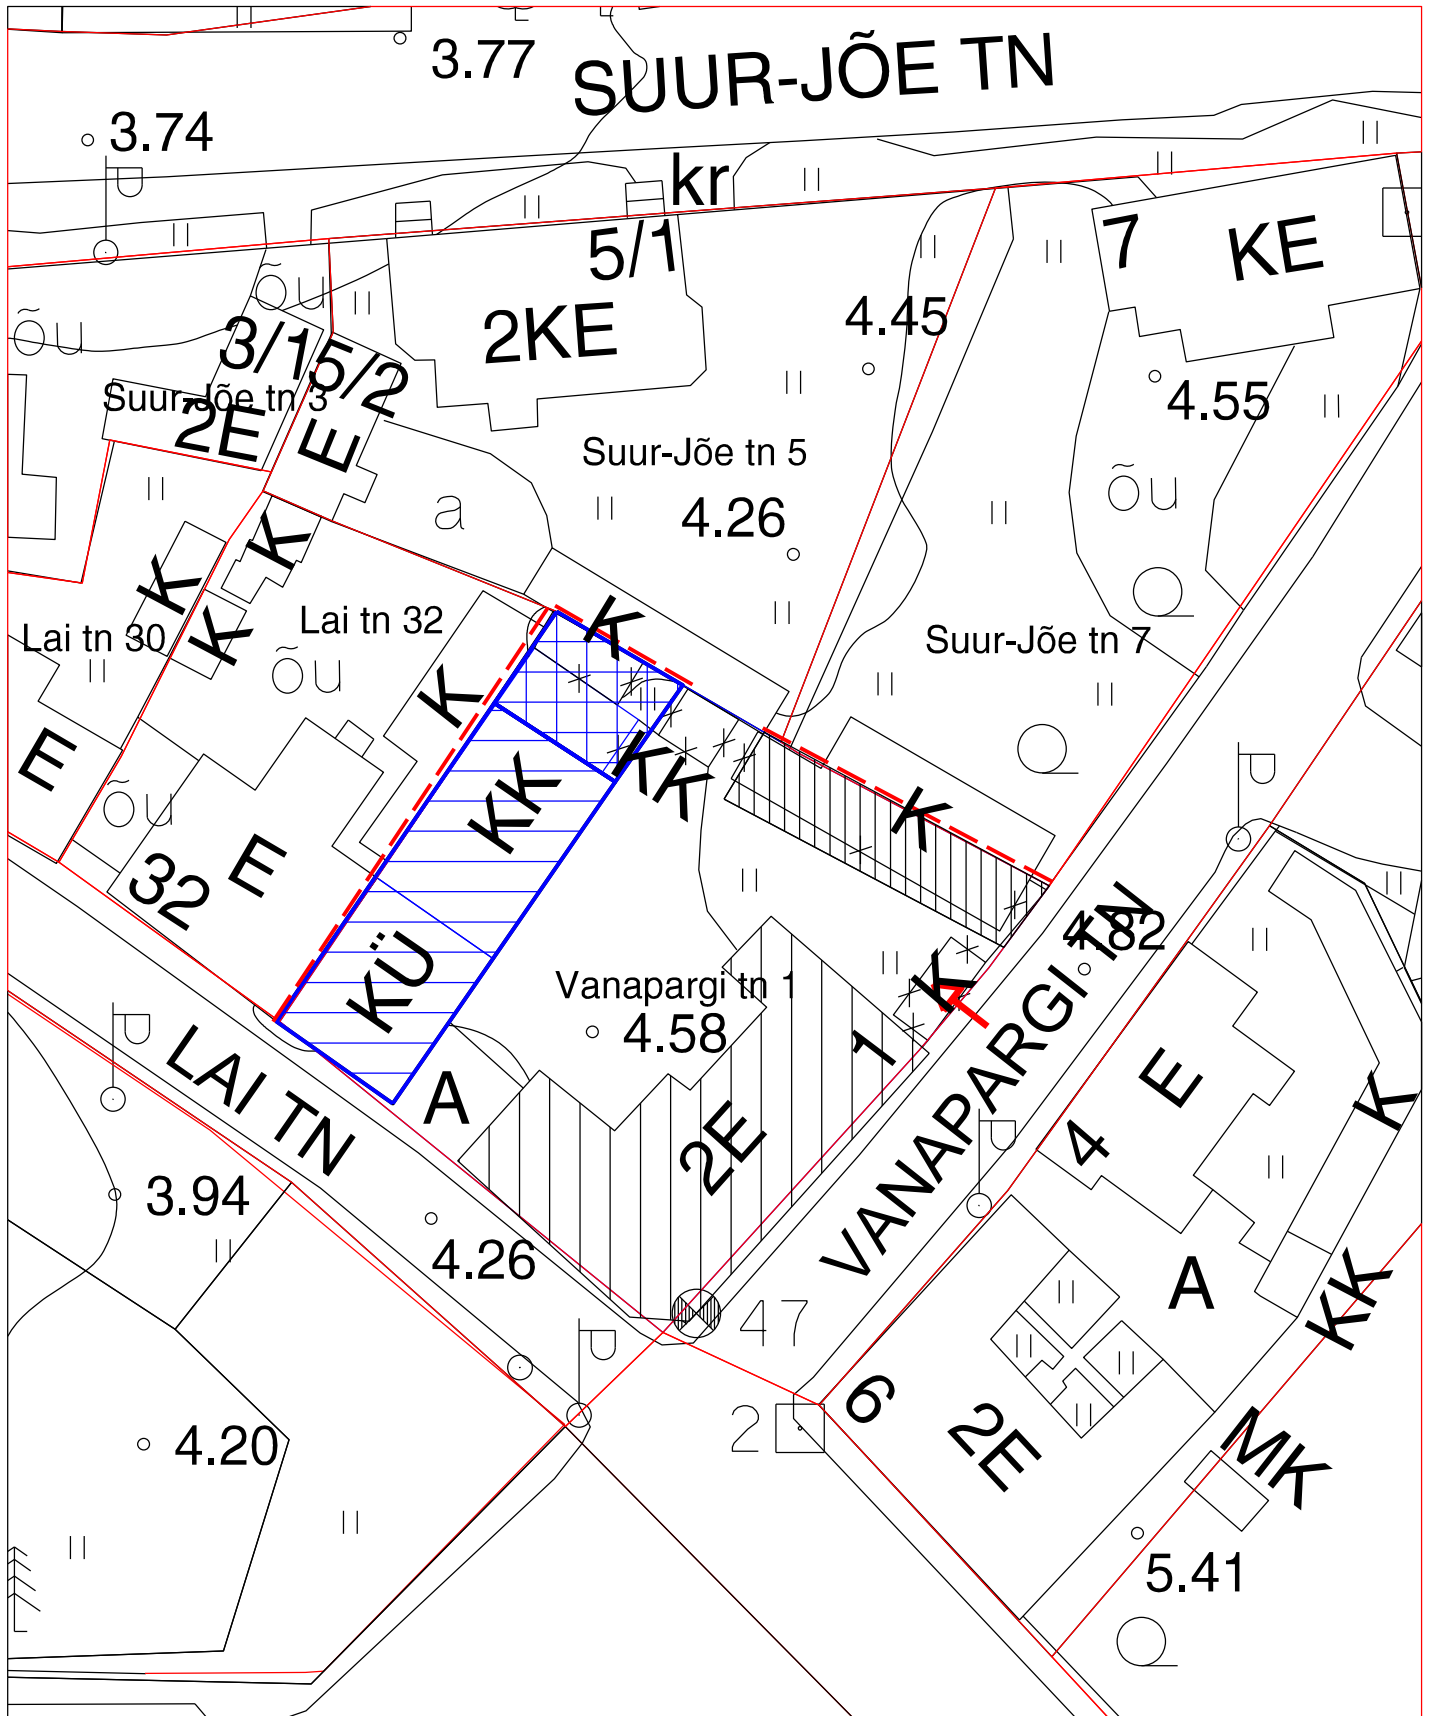 3.77
SUUR-JÕE TN
3.74
kr
5/1
7
KE
õu
õu
2KE
3/1
5/2
4.45
4.55
Suur-Jõe tn 3
2E
E
Suur-Jõe tn 5
õu
a
4.26
K
K
K
Lai tn 30
Lai tn 32
K
Suur-Jõe tn 7
õu
K
E
KK
KK
õu
K
32
E
4.82
KÜ
Vanapargi tn 1
K
4.58
1
LAI TN
A
2E
VANAPARGI TN
E
K
4
3.94
4.26
A
KK
47
2
6
2E
4.20
MK
5.41